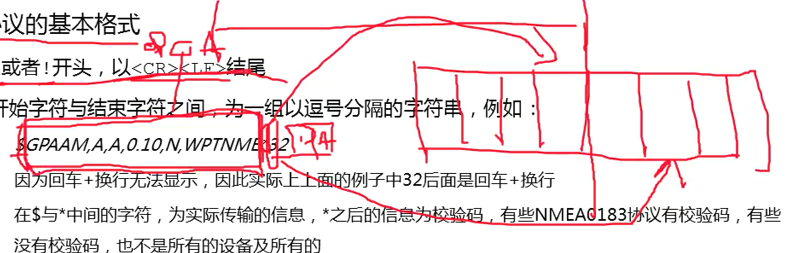 议的基本格式
或者!开头，以<CR><LF>结尾
开始字符与结束字符之间，为一组以逗号分隔的字符串，例如：
$GPAAM,A,A,0.10,N,WPTNME*32
因为回车+换行无法显示，因此实际上上面的例子中32后面是回车+换行
在$与*中间的字符，为实际传输的信息，*之后的信息为校验码，有些NMEA0183协议有校验码，有些
没有校验码，也不是所有的设备及所有的